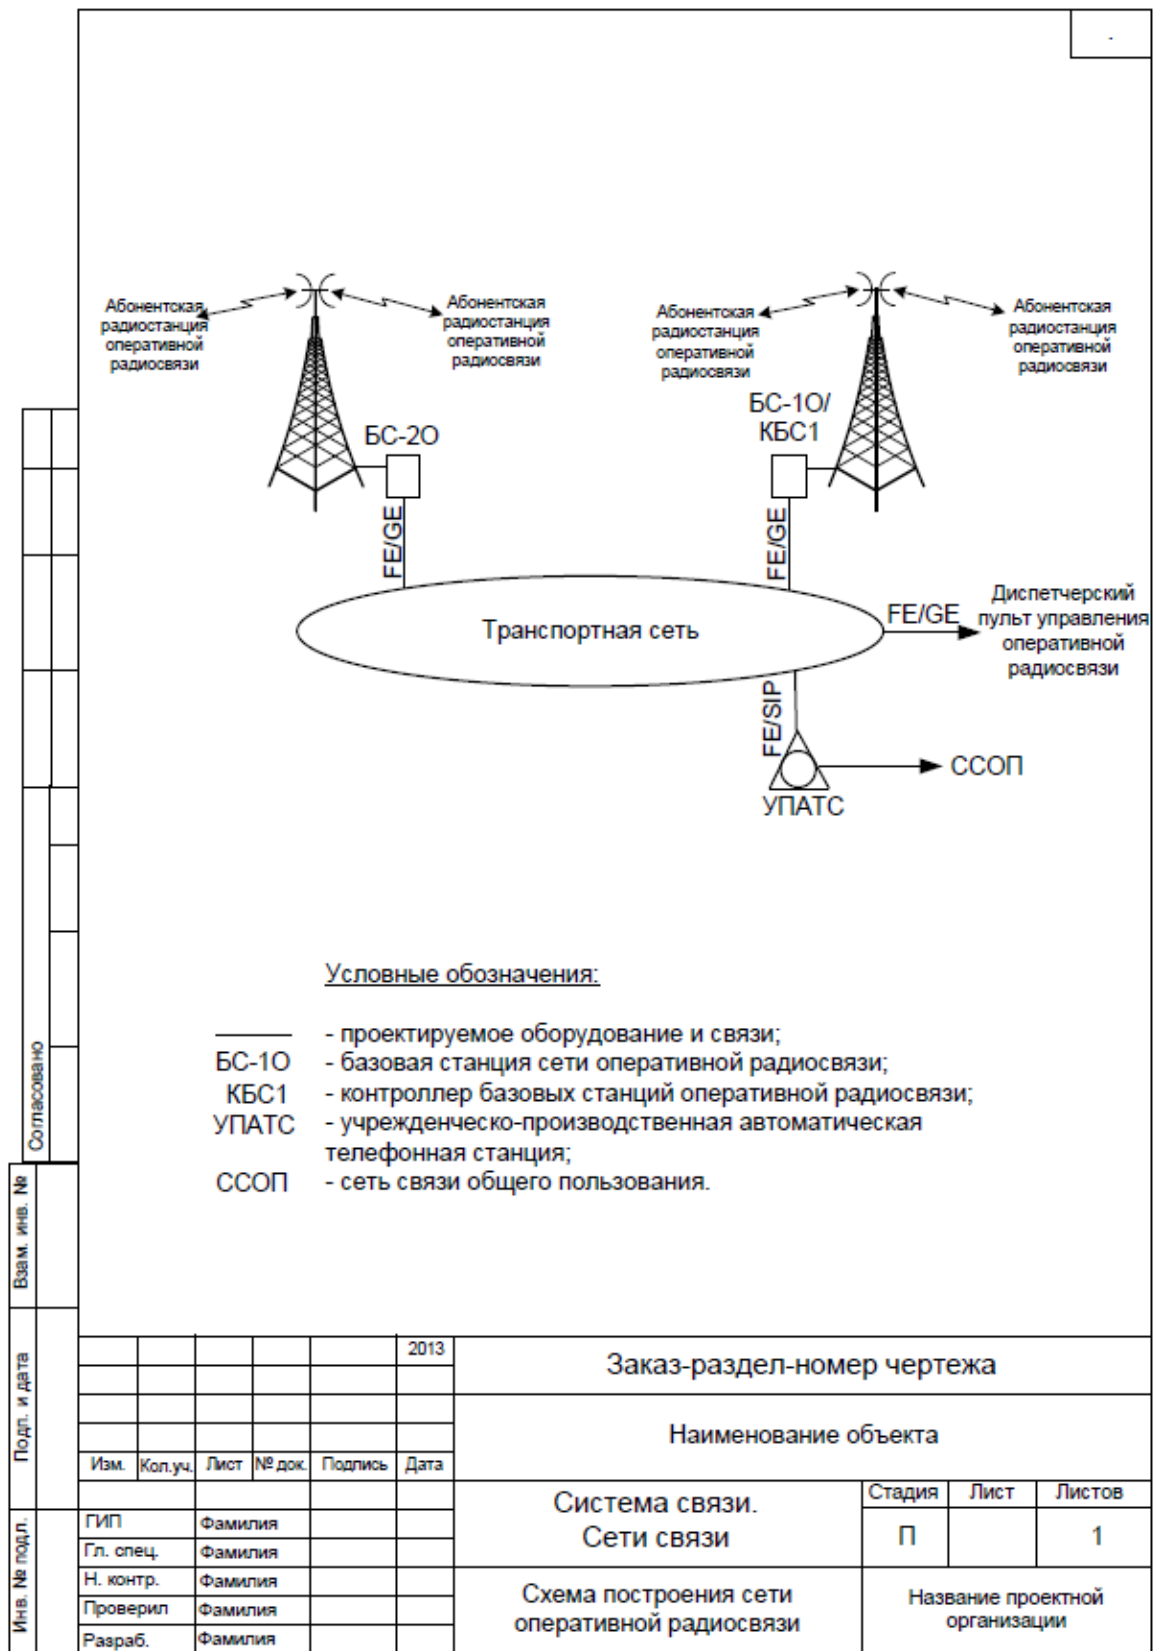 -
Абонентская
радиостанция
оперативной
радиосвязи
Абонентская
радиостанция
оперативной
радиосвязи
Абонентская
радиостанция
оперативной
радиосвязи
Абонентская
радиостанция
оперативной
радиосвязи
БС-2О
БС-1О/
КБС1
FE/GE
FE/GE
Транспортная сеть
FE/GE
Диспетчерский
пульт управления
оперативной
радиосвязи
FE/SIP
УПАТС
ССОП
Условные обозначения:
- проектируемое оборудование и связи;
БС-1О - базовая станция сети оперативной радиосвязи;
КБС1 - контроллер базовых станций оперативной радиосвязи;
УПАТС - учрежденческо-производственная автоматическая
телефонная станция;
ССОП - сеть связи общего пользования.
Согласовано
Взам. инв. №
Подп. и дата
Инв. № подл.
2013
Изм. Кол.уч. Лист № док. Подпись Дата
ГИП Фамилия
Гл. спец. Фамилия
Н. контр. Фамилия
Проверил Фамилия
Разраб. Фамилия
Заказ-раздел-номер чертежа
Наименование объекта
Система связи.
Сети связи
Стадия Лист Листов
П 1
Схема построения сети
оперативной радиосвязи
Название проектной
организации